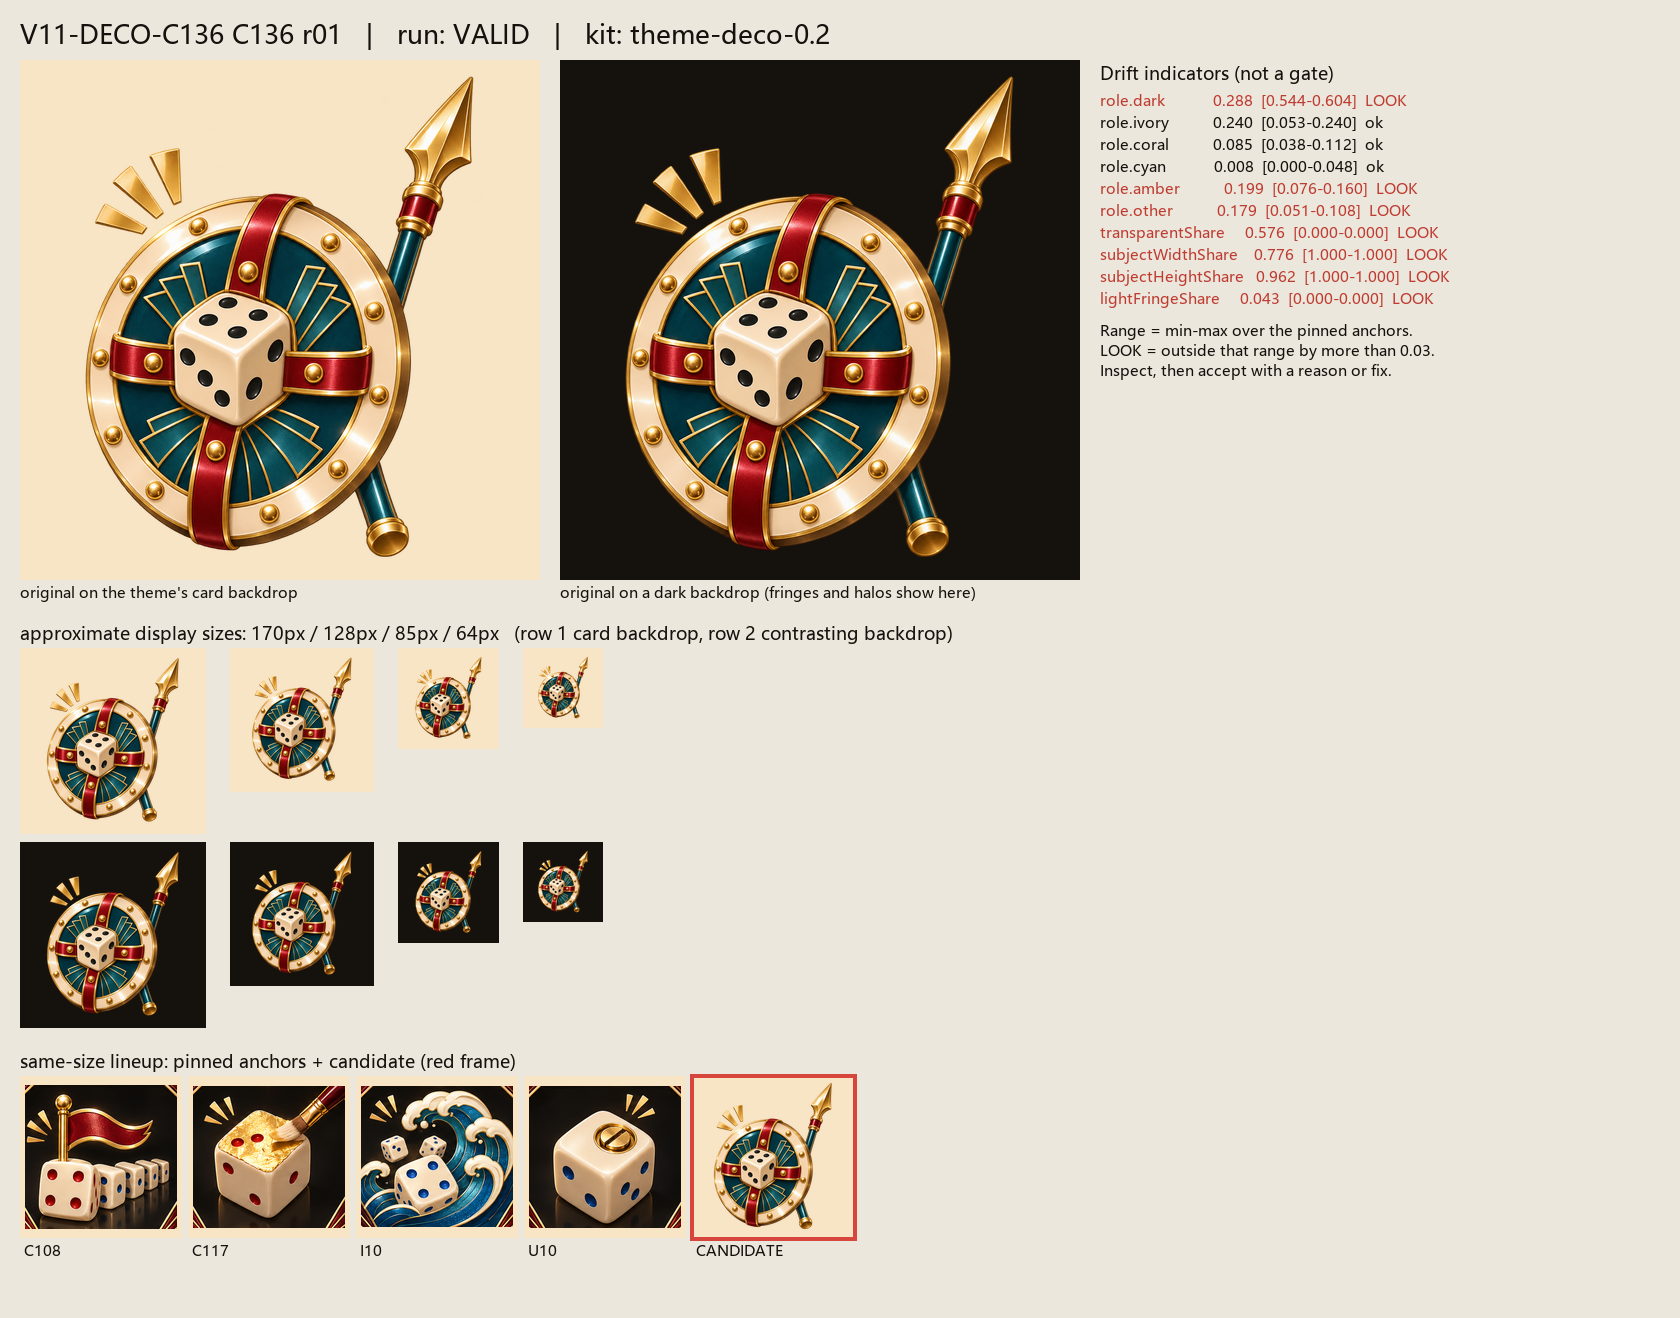 V11-DECO-C136 C136 r01 | run: VALID | kit: theme-deco-0.2
Drift indicators (not a gate)
role.dark 0.288 [0.544-0.604] LOOK
role.ivory 0.240 [0.053-0.240] ok
role.coral 0.085 [0.038-0.112] ok
role.cyan 0.008 [0.000-0.048] ok
role.amber 0.199 [0.076-0.160] LOOK
role.other 0.179 [0.051-0.108] LOOK
transparentShare 0.576 [0.000-0.000] LOOK
subjectWidthShare 0.776 [1.000-1.000] LOOK
subjectHeightShare 0.962 [1.000-1.000] LOOK
lightFringeShare 0.043 [0.000-0.000] LOOK
Range = min-max over the pinned anchors.
LOOK = outside that range by more than 0.03.
Inspect, then accept with a reason or fix.
original on the theme's card backdrop
original on a dark backdrop (fringes and halos show here)
approximate display sizes: 170px / 128px / 85px / 64px (row 1 card backdrop, row 2 contrasting backdrop)
same-size lineup: pinned anchors + candidate (red frame)
C108
C117
I10
U10
CANDIDATE